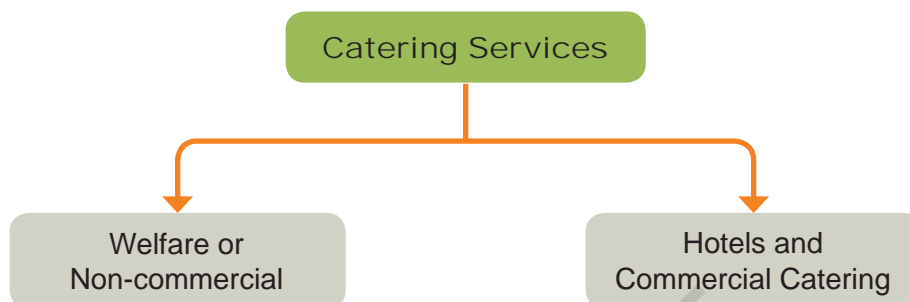 Catering Services
Welfare or
Non-commercial
Hotels and
Commercial Catering